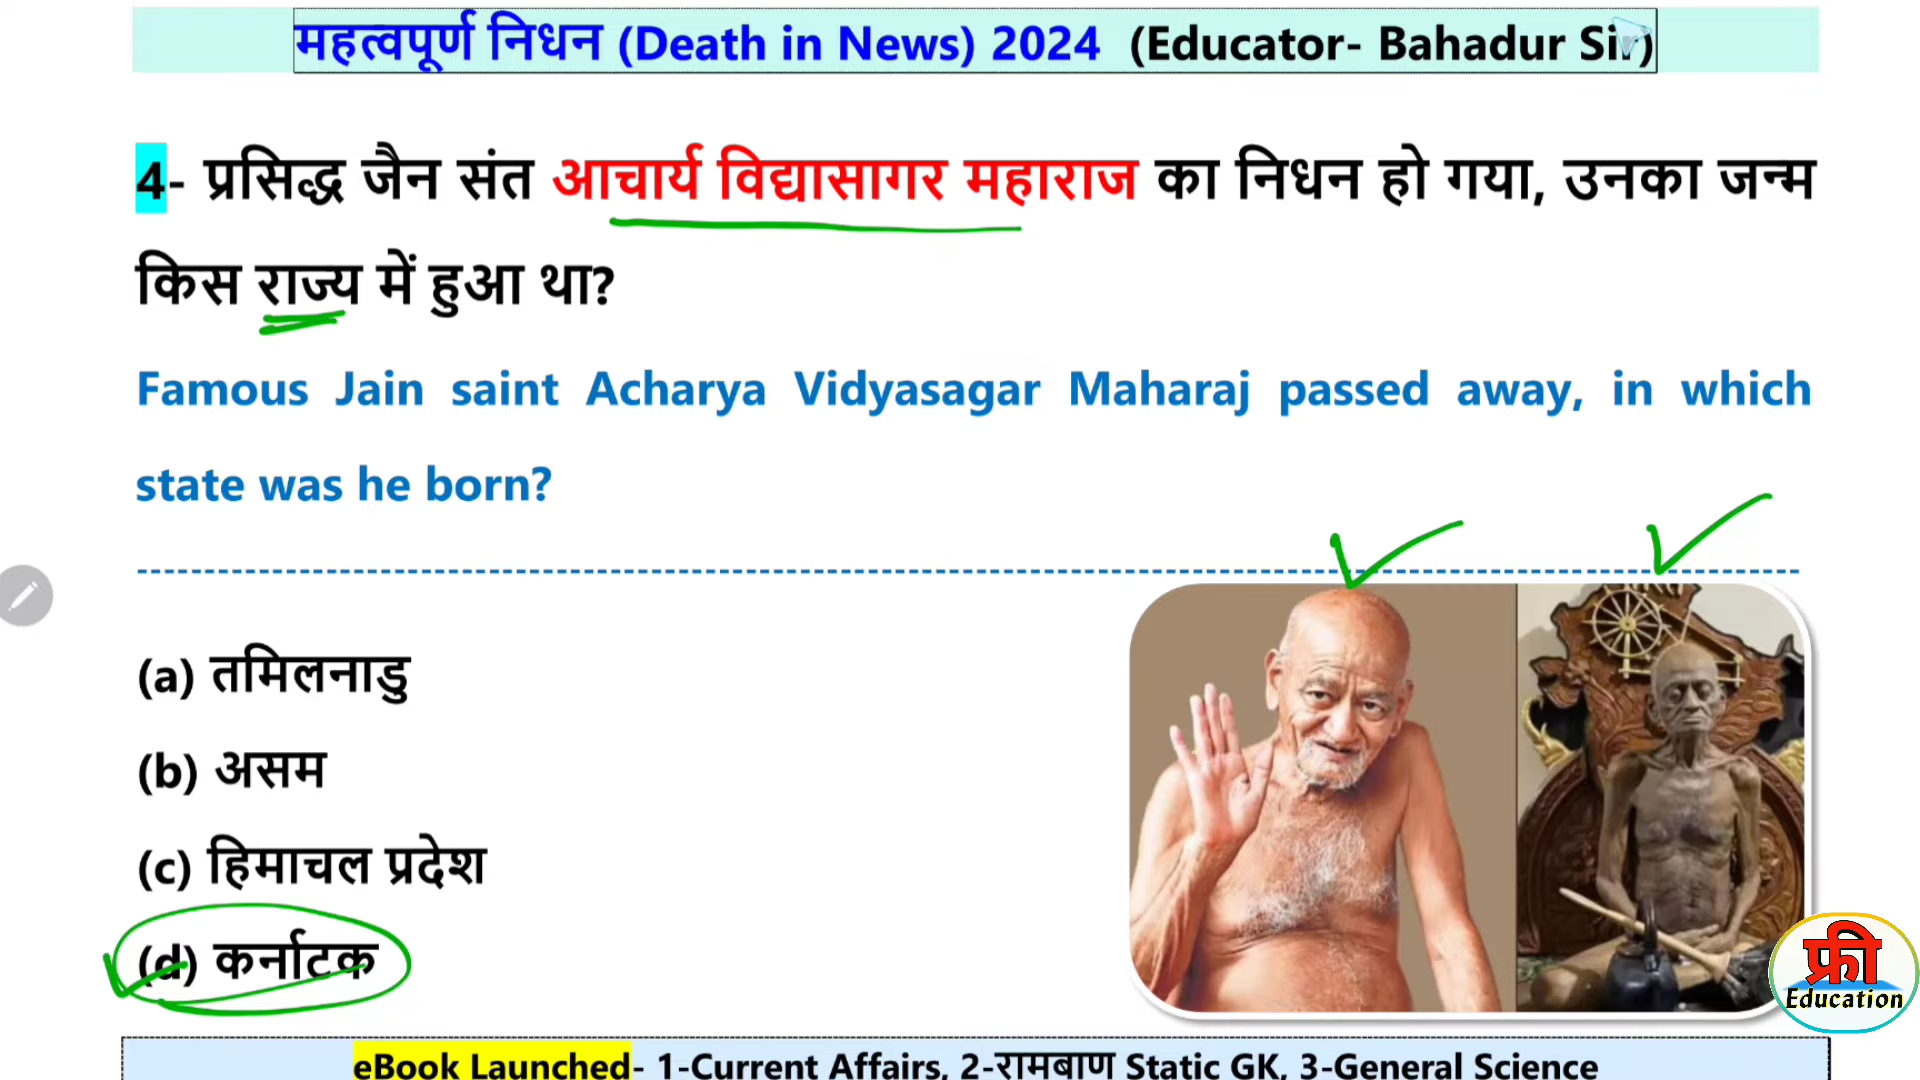 महत्वपूर्ण निधन (Death in News) 2024 (Educator- Bahadur Sir)
4- प्रसिद्ध जैन संत आचार्य विद्यासागर महाराज का निधन हो गया, उनका जन्म
किस राज्य में हुआ था?
Famous Jain saint Acharya Vidyasagar Maharaj passed away, in which
state was he born?
(a) तमिलनाडु
(b) असम
(c) हिमाचल प्रदेश
(d) कर्नाटक
फ्री
Education
eBook Launched- 1-Current Affairs, 2-रामबाण Static GK, 3-General Science